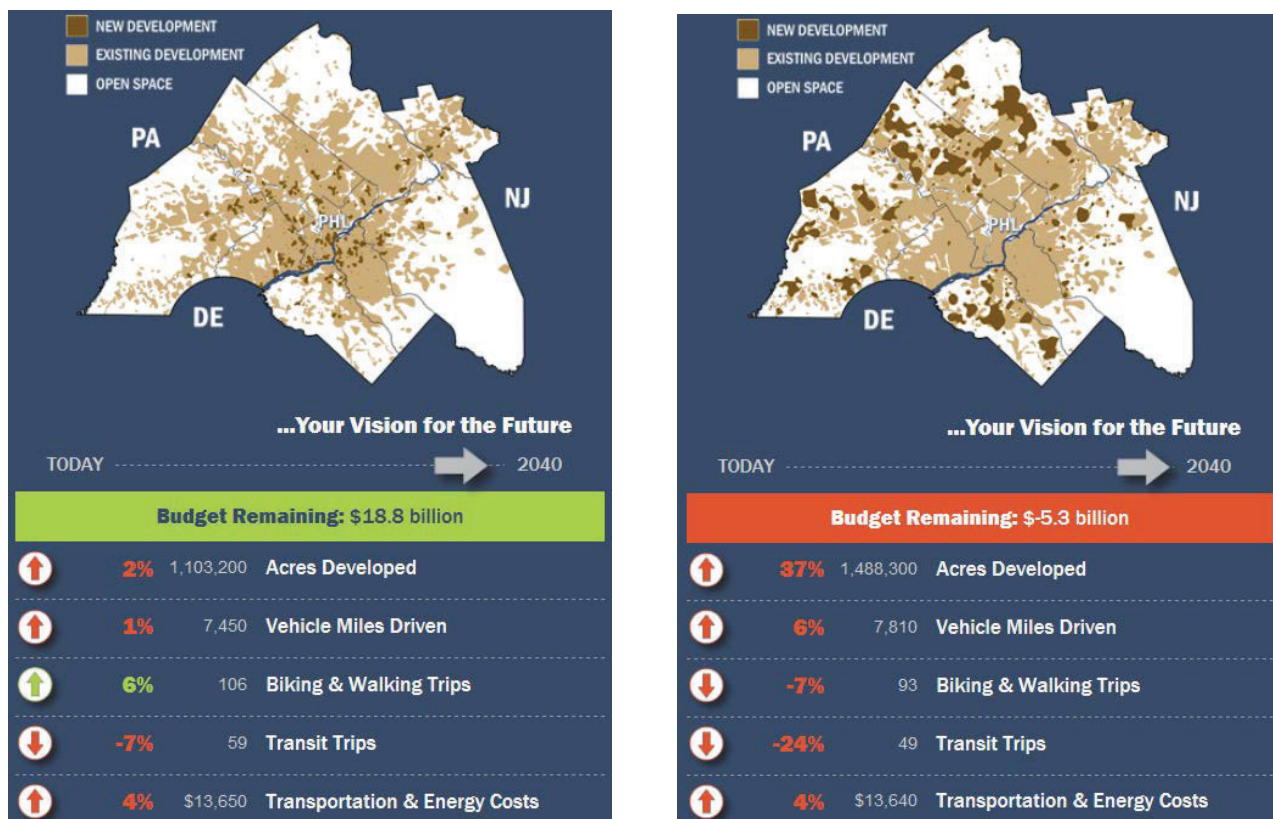 NEW DEVELOPMENT
EXISTING DEVELOPMENT
OPEN SPACE
PA
NJ
PHL
DE
...Your Vision for the Future
TODAY 2040
Budget Remaining: $18.8 billion
2% 1,103,200 Acres Developed
1% 7,450 Vehicle Miles Driven
6% 106 Biking & Walking Trips
-7% 59 Transit Trips
4% $13,650 Transportation & Energy Costs
NEW DEVELOPMENT
EXISTING DEVELOPMENT
OPEN SPACE
PA
NJ
PHL
DE
...Your Vision for the Future
TODAY 2040
Budget Remaining: $-5.3 billion
37% 1,488,300 Acres Developed
6% 7,810 Vehicle Miles Driven
-7% 93 Biking & Walking Trips
-24% 49 Transit Trips
4% $13,640 Transportation & Energy Costs